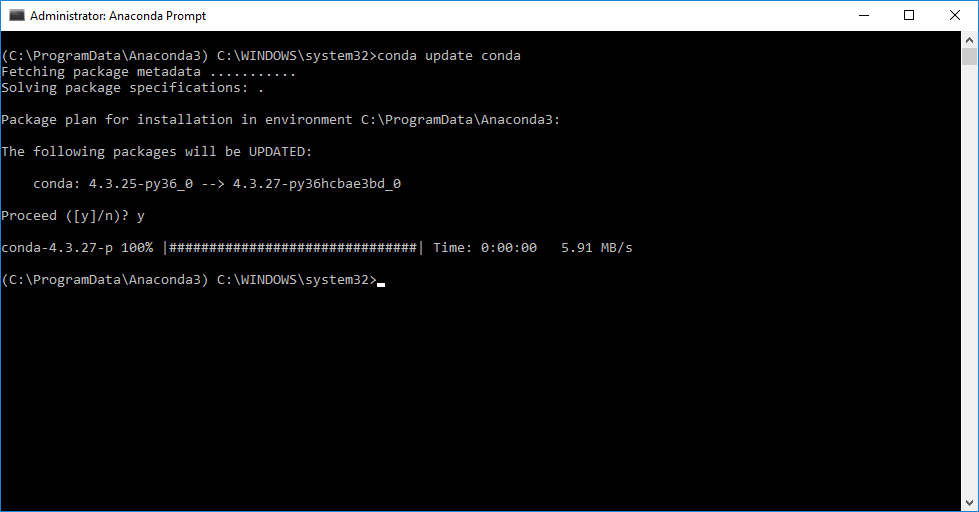 Administrator: Anaconda Prompt
(C:\ProgramData\Anaconda3) C:\WINDOWS\system32>conda update conda
Fetching package metadata ...........
Solving package specifications: .
Package plan for installation in environment C:\ProgramData\Anaconda3:
The following packages will be UPDATED:
conda: 4.3.25-py36_0 --> 4.3.27-py36hcbae3bd_0
Proceed ([y]/n)? y
conda-4.3.27-p 100% |###############################| Time: 0:00:00   5.91 MB/s
(C:\ProgramData\Anaconda3) C:\WINDOWS\system32>